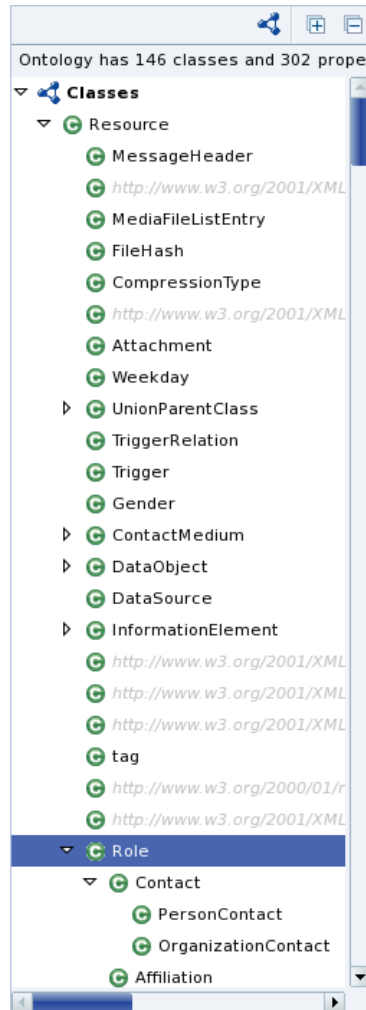 Ontology has 146 classes and 302 prope
Classes
Resource
MessageHeader
http://www.w3.org/2001/XML
MediaFileListEntry
FileHash
CompressionType
http://www.w3.org/2001/XML
Attachment
Weekday
UnionParentClass
TriggerRelation
Trigger
Gender
ContactMedium
DataObject
DataSource
InformationElement
http://www.w3.org/2001/XML
http://www.w3.org/2001/XML
http://www.w3.org/2001/XML
tag
http://www.w3.org/2000/01/r
http://www.w3.org/2001/XML
Role
Contact
PersonContact
OrganizationContact
Affiliation